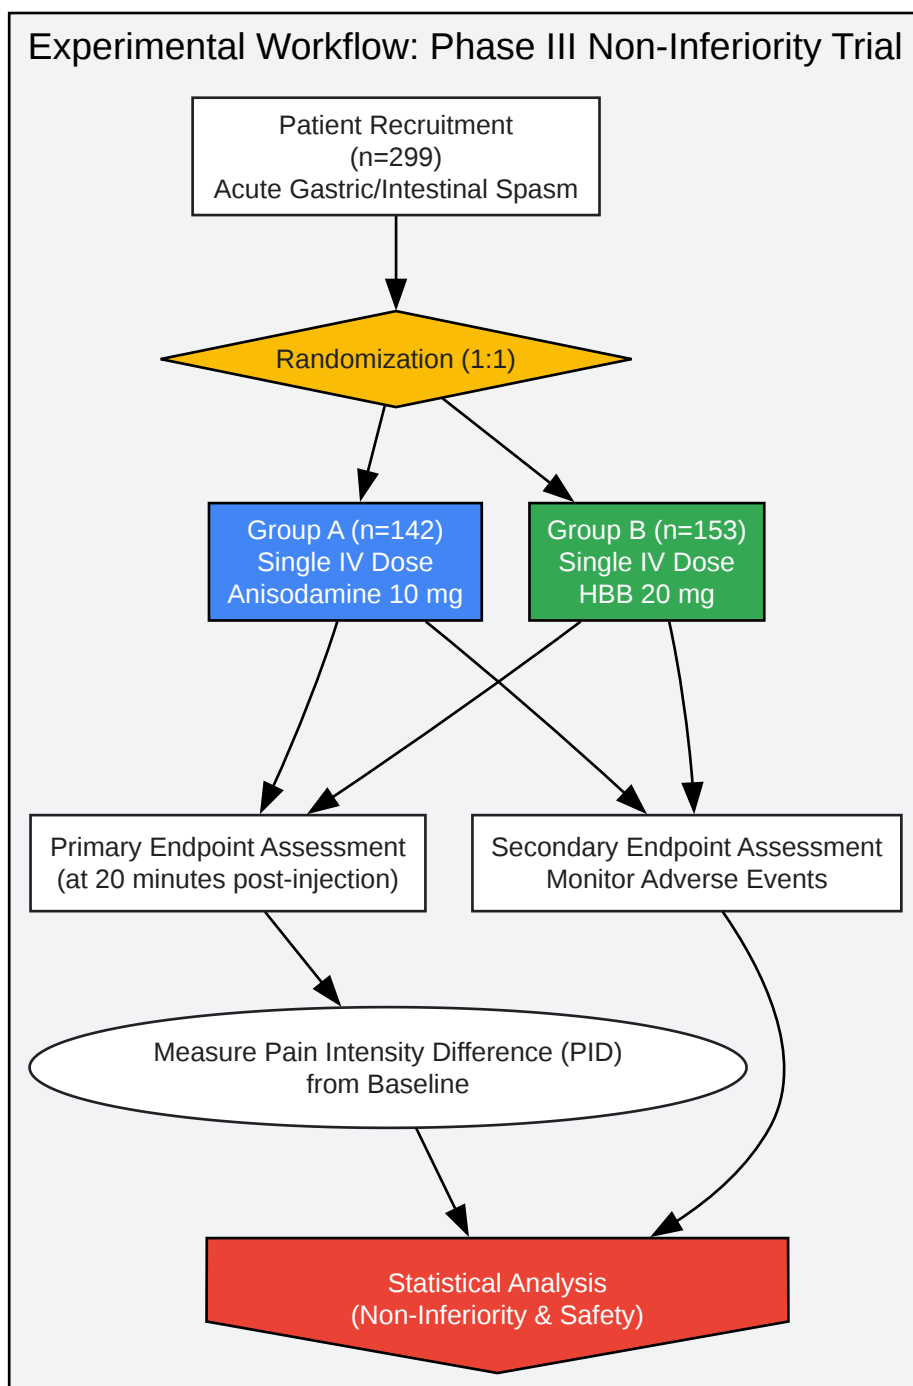 Experimental Workflow: Phase III Non-Inferiority Trial
Patient Recruitment
(n=299)
Acute Gastric/Intestinal Spasm
Randomization (1:1)
Group A (n=142)
Single IV Dose
Anisodamine 10 mg
Group B (n=153)
Single IV Dose
HBB 20 mg
Primary Endpoint Assessment
(at 20 minutes post-injection)
Secondary Endpoint Assessment
Monitor Adverse Events
Measure Pain Intensity Difference (PID)
from Baseline
Statistical Analysis
(Non-Inferiority & Safety)